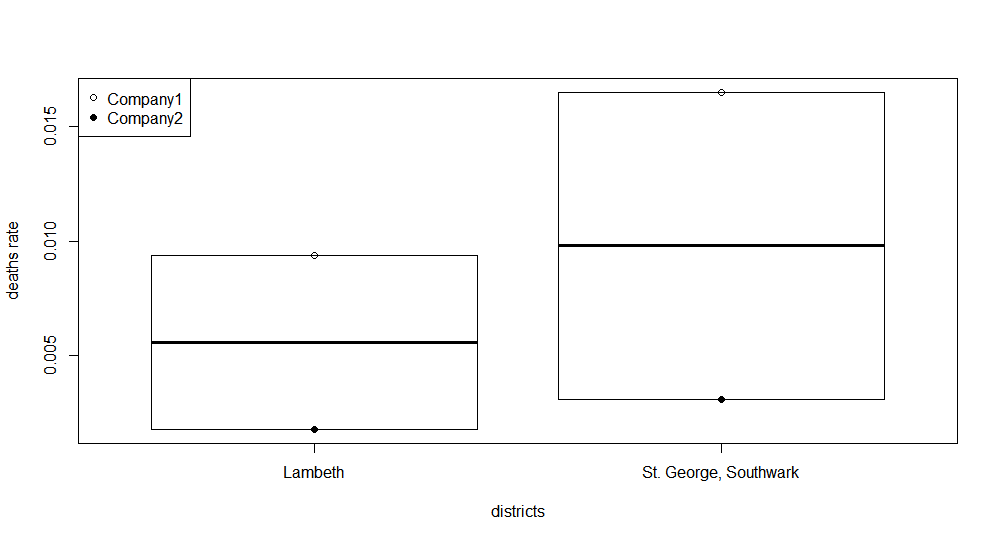 Company1
Company2
0.015
0.010
0.005
deaths rate
Lambeth
St. George, Southwark
districts